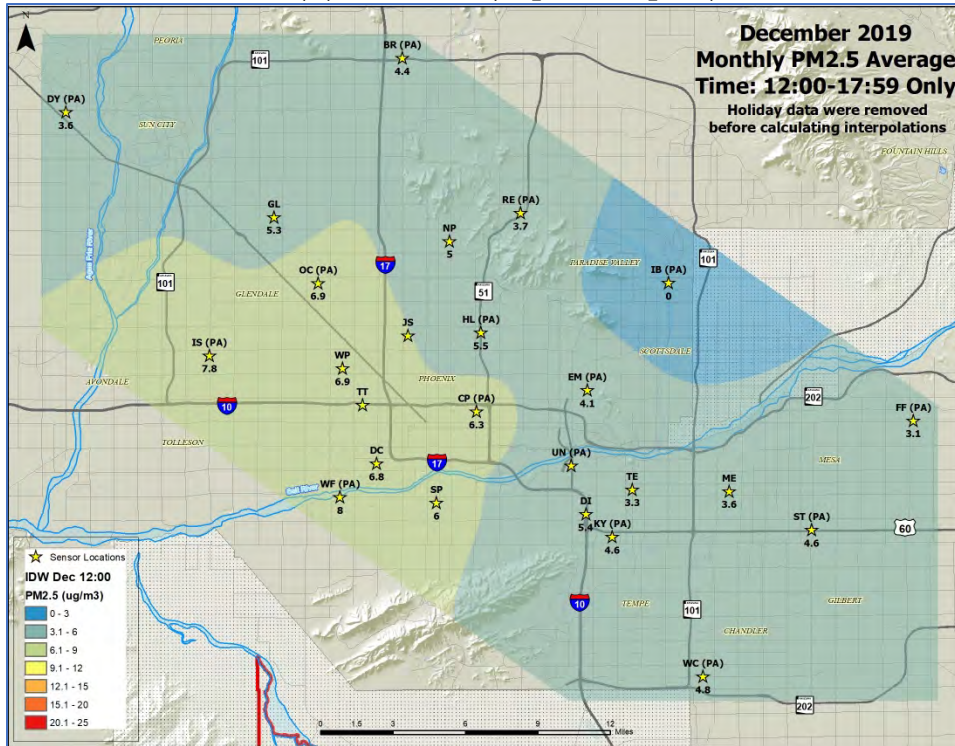 December 2019
Monthly PM2.5 Average
Time: 12:00-17:59 Only
Holiday data were removed
before calculating interpolations
N
PEORIA
BR (PA)
4.4
101
DY (PA)
3.6
SUN CITY
FOUNTAIN HILLS
GL
5.3
RE (PA)
3.7
NP
5
Agua Fria River
17
PARADISE VALLEY
101
OC (PA)
6.9
101
GLENDALE
51
IB (PA)
0
JS
HL (PA)
5.5
IS (PA)
7.8
WP
6.9
SCOTTSDALE
AVONDALE
PHOENIX
EM (PA)
4.1
TT
10
CP (PA)
6.3
202
FF (PA)
3.1
TOLLESON
DC
6.8
17
UN (PA)
MESA
WF (PA)
8
Salt River
SP
6
TE
3.3
ME
3.6
DI
5.4
KY (PA)
4.6
ST (PA)
4.6
60
Sensor Locations
IDW Dec 12:00
PM2.5 (ug/m3)
0 - 3
3.1 - 6
6.1 - 9
9.1 - 12
12.1 - 15
15.1 - 20
20.1 - 25
10
TEMPE
101
GILBERT
CHANDLER
WC (PA)
4.8
202
0 1.5 3 6 9 12
Miles